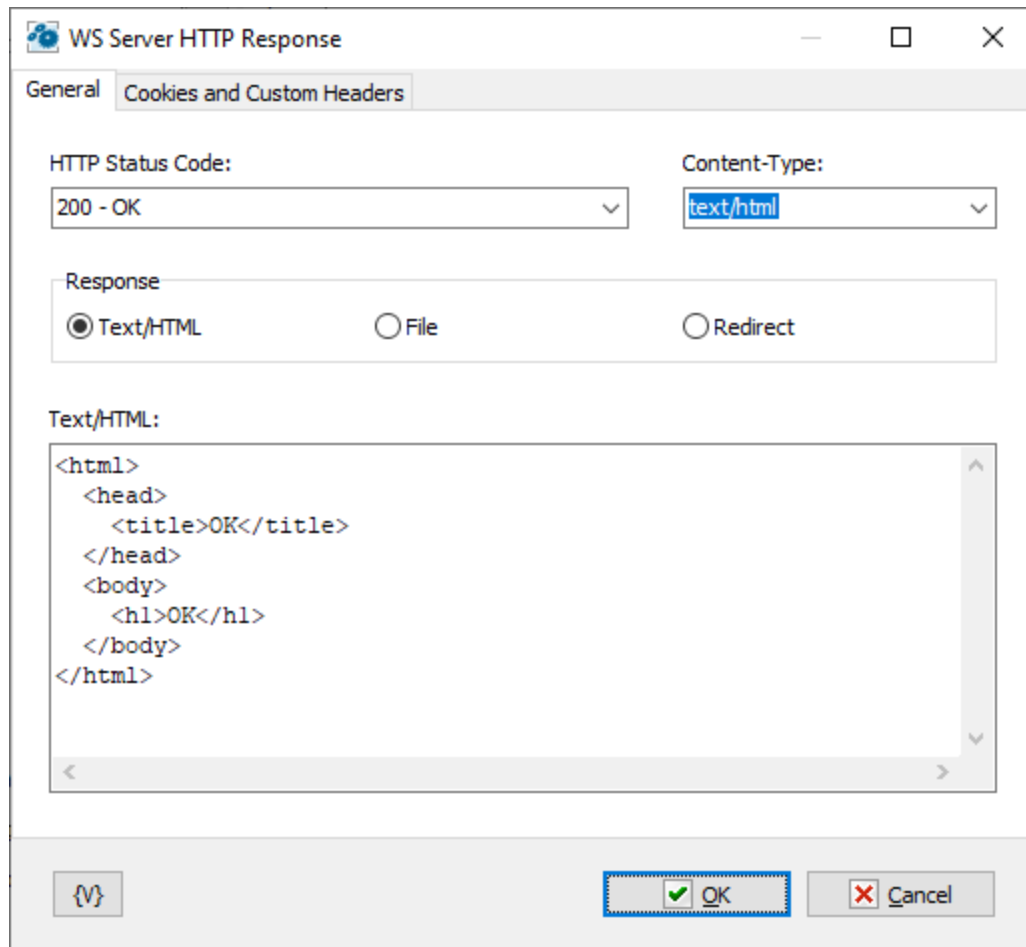 WS Server HTTP Response
General Cookies and Custom Headers
HTTP Status Code: Content-Type:
200 - OK text/html
Response
Text/HTML File Redirect
Text/HTML:
<html>
  <head>
    <title>OK</title>
  </head>
  <body>
    <h1>OK</h1>
  </body>
</html>
{V} OK Cancel